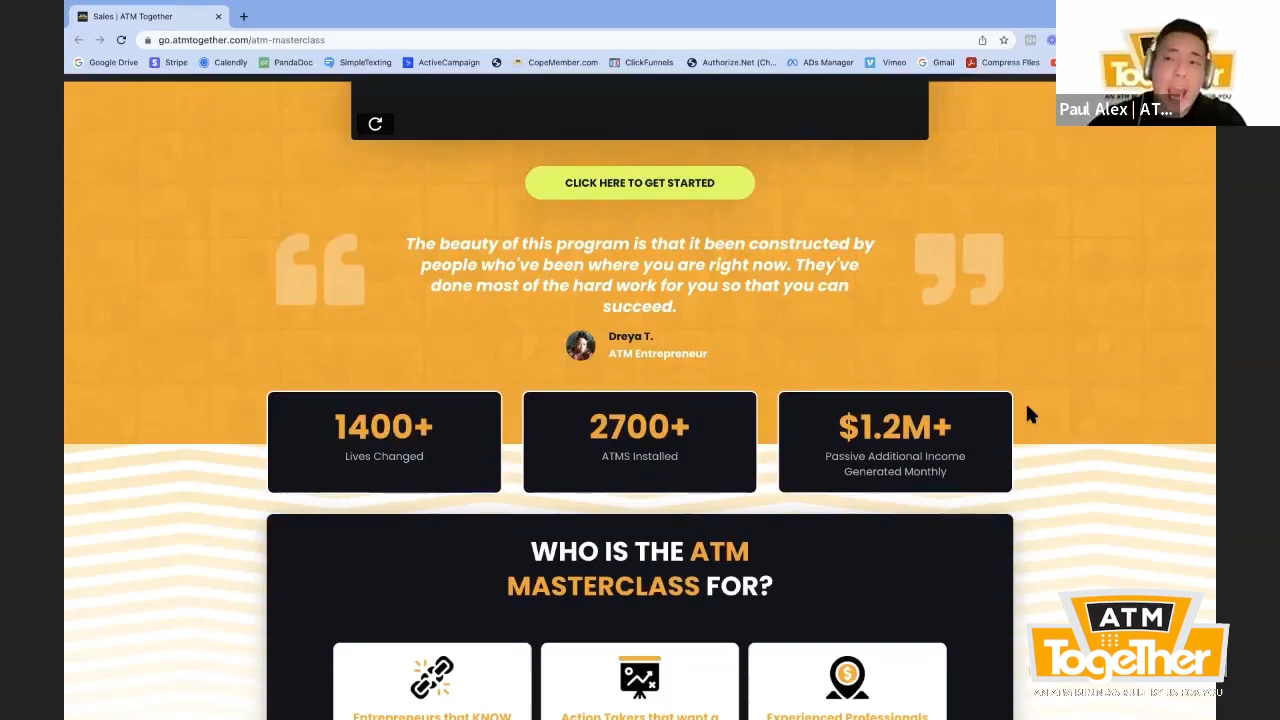 Sales | ATM Together
go.atmtogether.com/atm-masterclass
Google Drive Stripe Calendly PandaDoc SimpleTexting ActiveCampaign CopeMember.com ClickFunnels Authorize.Net (Ch... ADs Manager Vimeo Gmail Compress FIles
Paul Alex | AT...
CLICK HERE TO GET STARTED
The beauty of this program is that it been constructed by
people who've been where you are right now. They've
done most of the hard work for you so that you can
succeed.
Dreya T.
ATM Entrepreneur
1400+
Lives Changed
2700+
ATMS Installed
$1.2M+
Passive Additional Income
Generated Monthly
WHO IS THE ATM
MASTERCLASS FOR?
Entrepreneurs that KNOW
Action Takers that want a
Experienced Professionals
ATM
Together